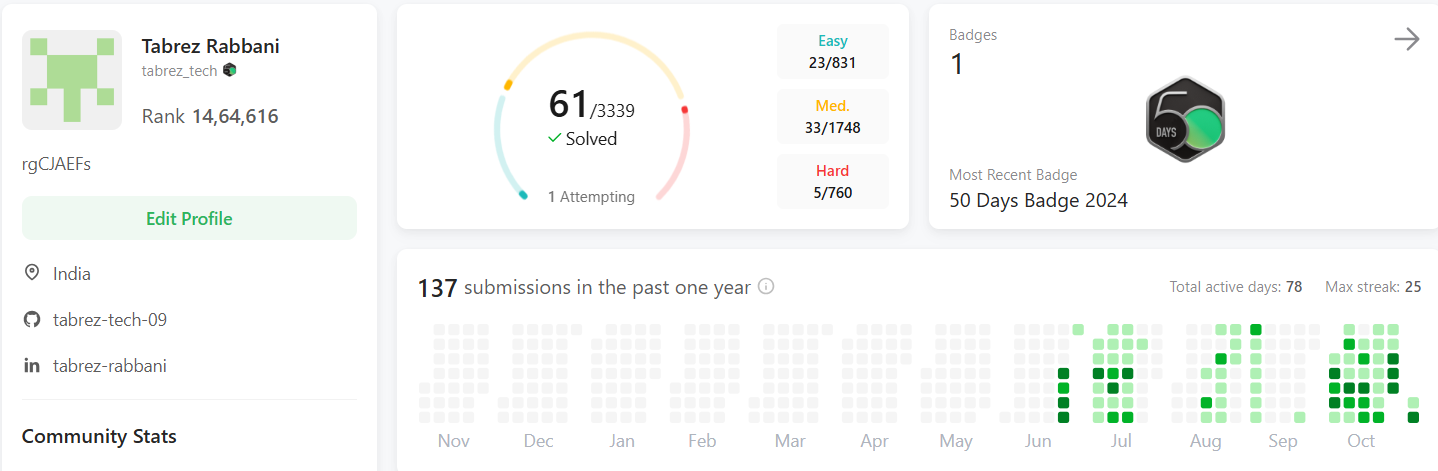 Tabrez Rabbani
tabrez_tech
Rank 14,64,616
rgCJAEFs
Edit Profile
India
tabrez-tech-09
tabrez-rabbani
Community Stats
61/3339
Solved
1 Attempting
Easy
23/831
Med.
33/1748
Hard
5/760
Badges
1
50
DAYS
Most Recent Badge
50 Days Badge 2024
137 submissions in the past one year
Total active days: 78 Max streak: 25
Nov Dec Jan Feb Mar Apr May Jun Jul Aug Sep Oct